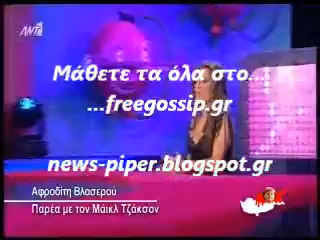 ANT1
Μάθετε τα όλα στο...
...freegossip.gr
news-piper.blogspot.gr
Αφροδίτη Βλασερού
Παρέα με τον Μάικλ Τζάκσον